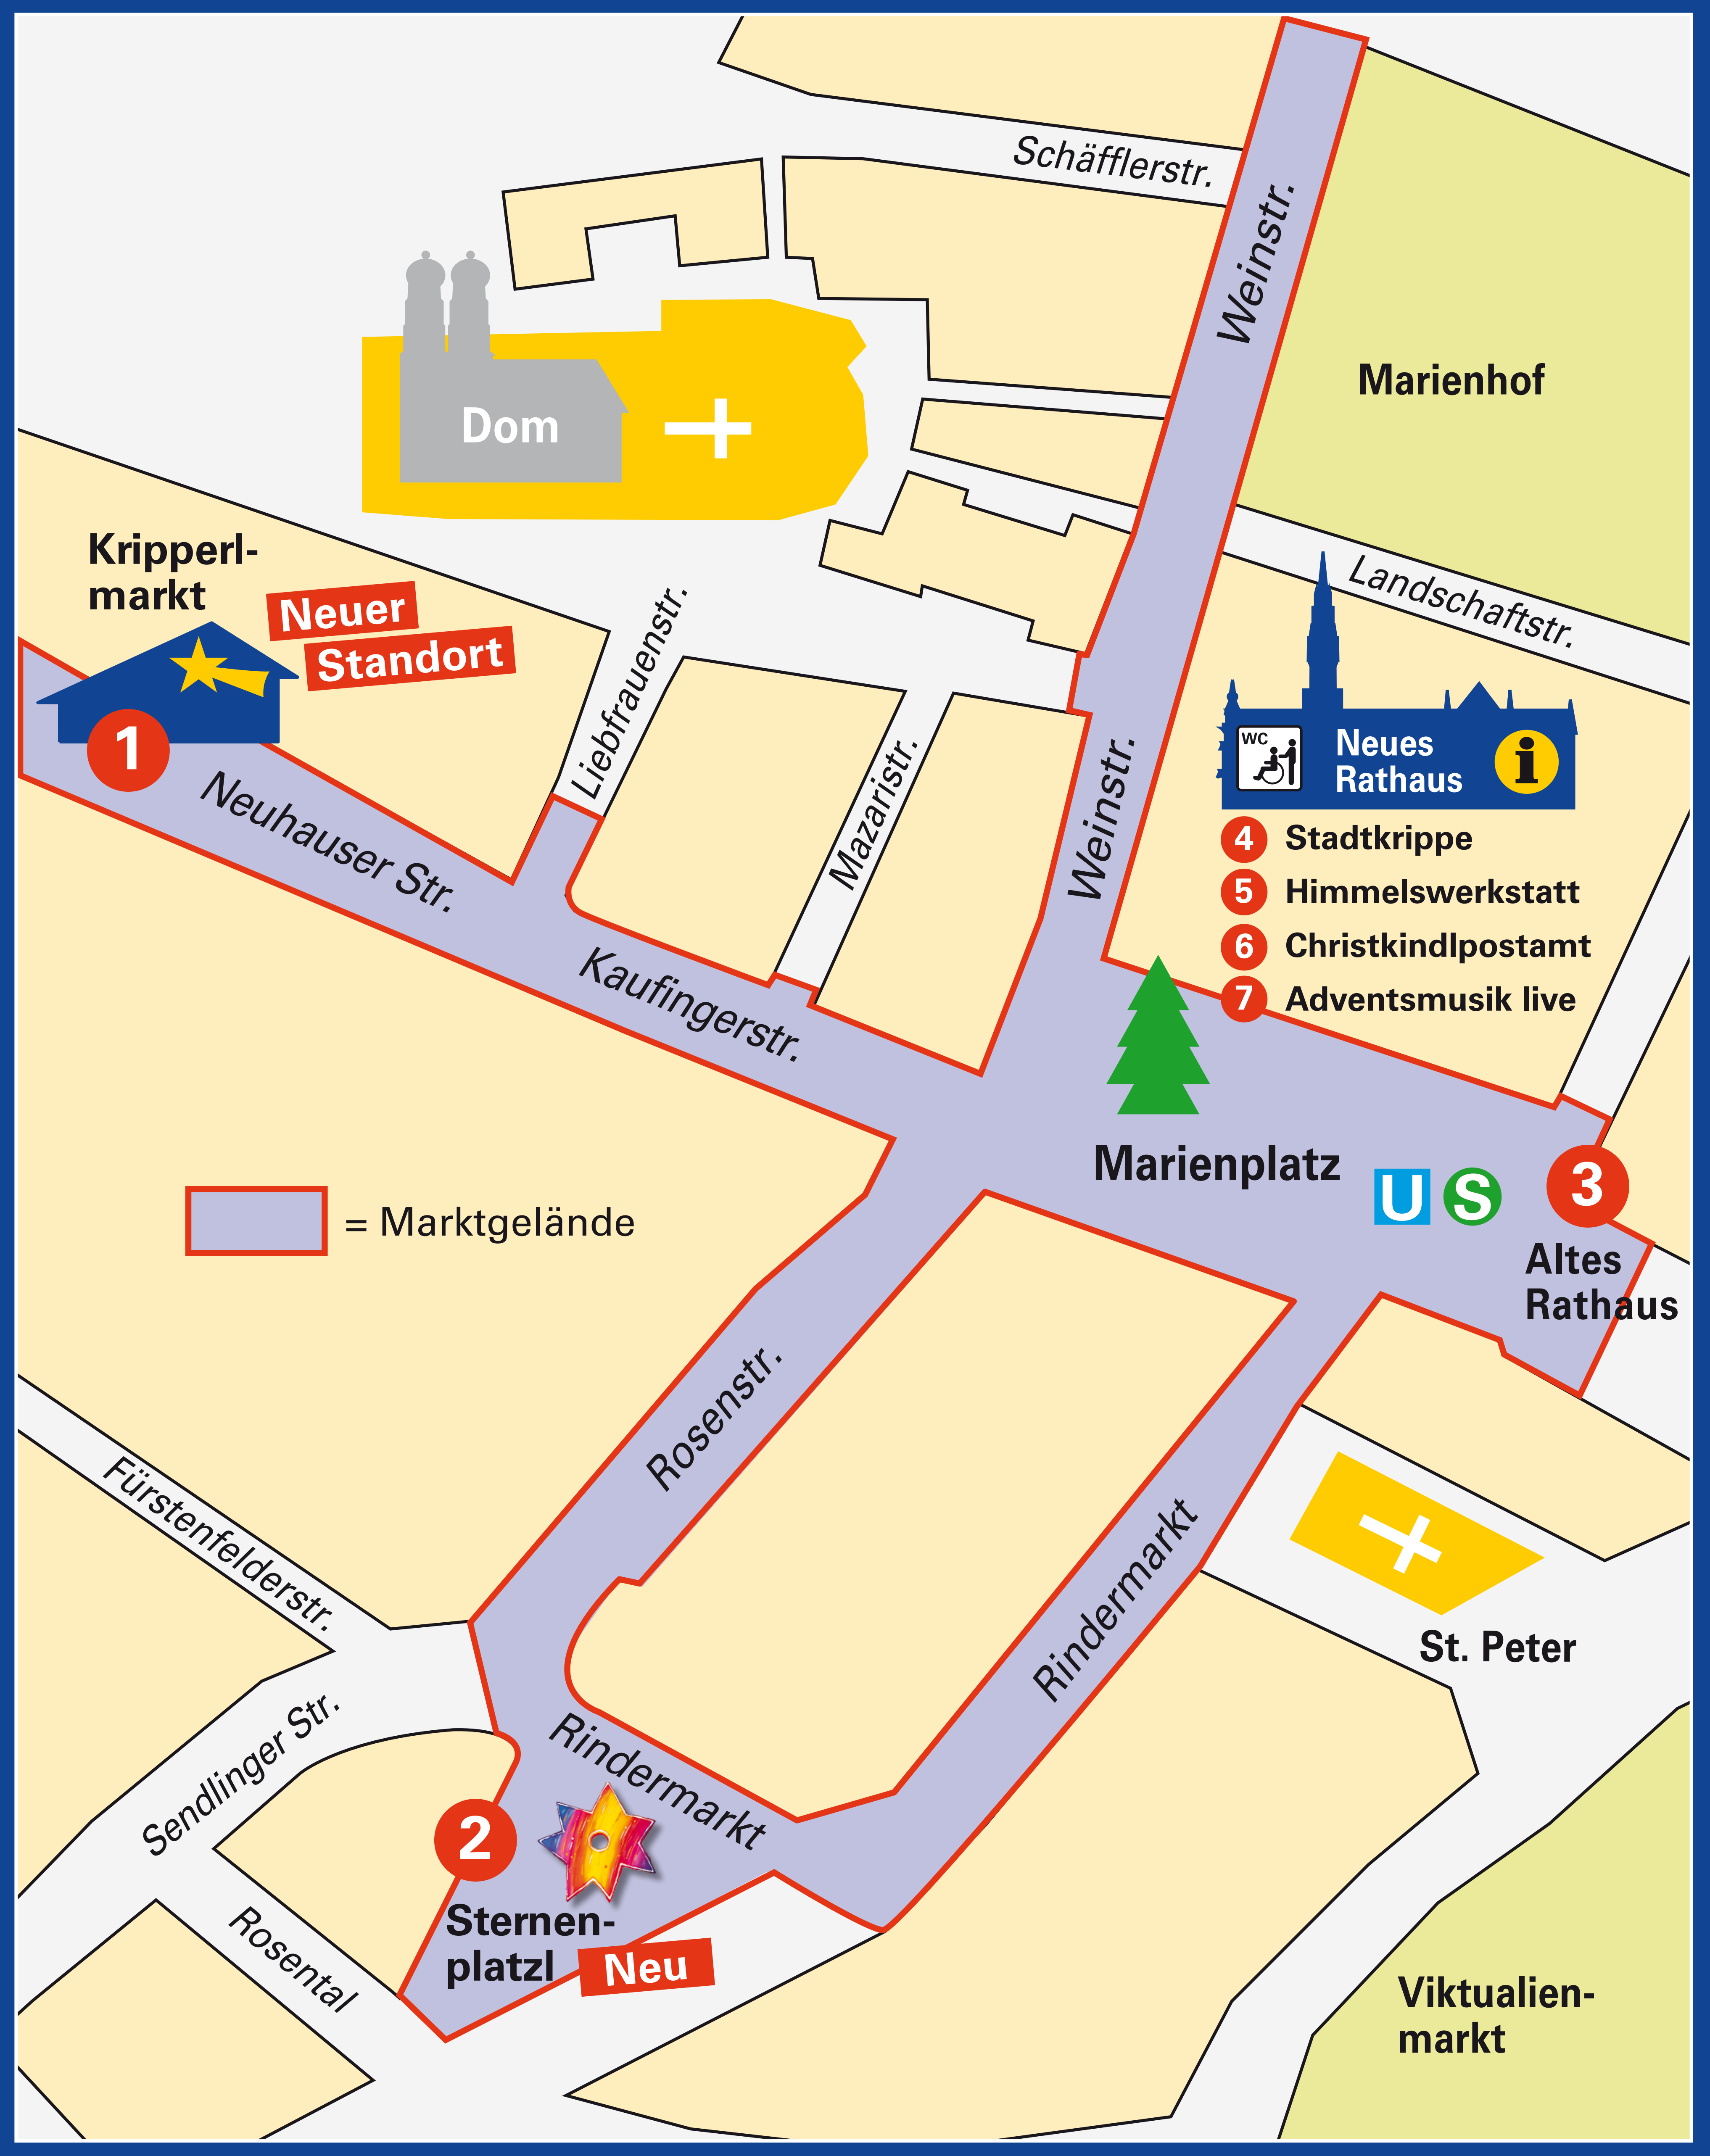 Schäfflerstr.
Weinstr.
Marienhof
Dom
Landschaftstr.
Kripperl-
markt
Neuer
Standort
1
Neuhauser Str.
Liebfrauenstr.
Mazaristr.
Weinstr.
WC
Neues
Rathaus
i
4 Stadtkrippe
5 Himmelswerkstatt
6 Christkindlpostamt
7 Adventsmusik live
Kaufingerstr.
Marienplatz
U S
3
Altes
Rathaus
= Marktgelände
Rosenstr.
Fürstenfelderstr.
Rindermarkt
St. Peter
Sendlinger Str.
Rindermarkt
2
Sternen-
platzl
Neu
Rosental
Viktualien-
markt